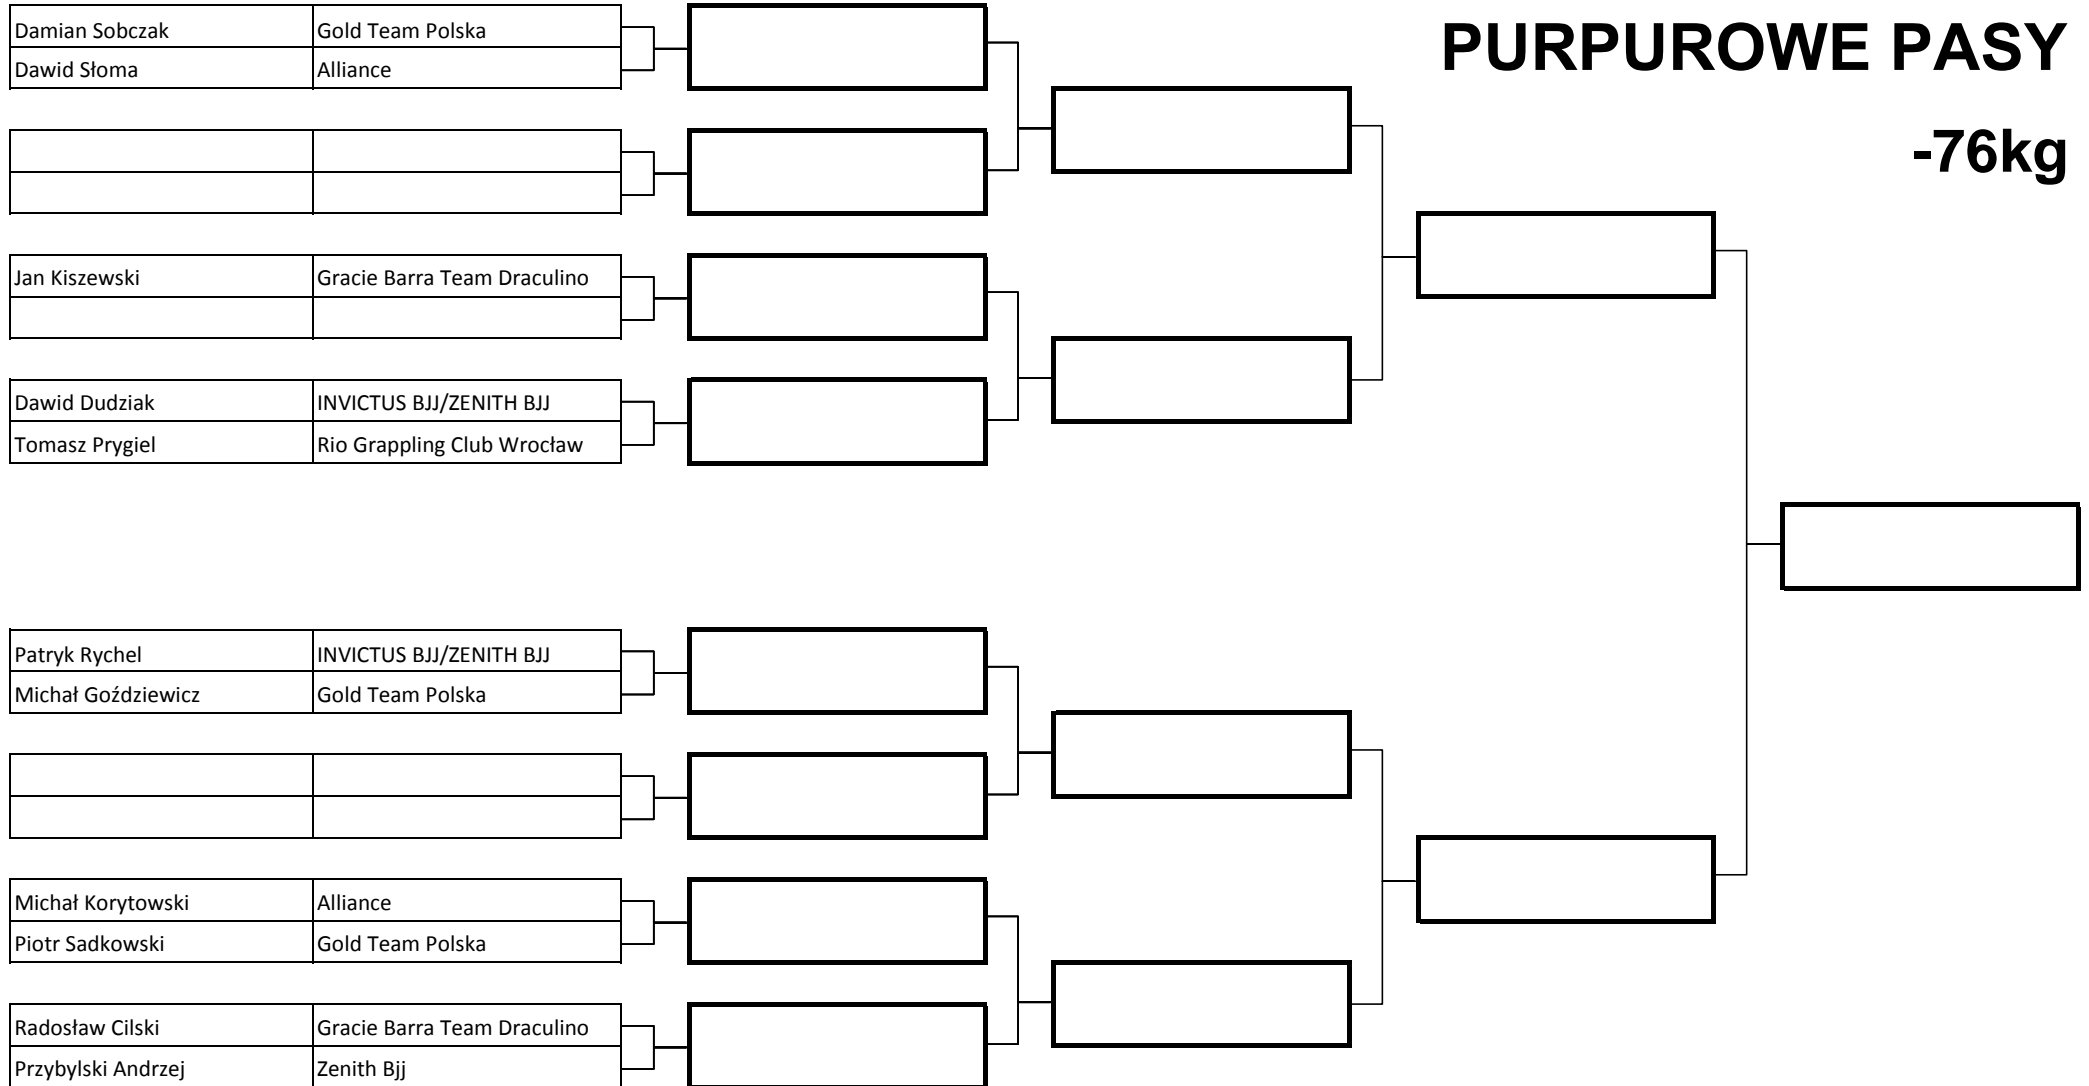 PURPUROWE PASY
-76kg
Damian Sobczak Gold Team Polska
Dawid Słoma Alliance
Jan Kiszewski Gracie Barra Team Draculino
Dawid Dudziak INVICTUS BJJ/ZENITH BJJ
Tomasz Prygiel Rio Grappling Club Wrocław
Patryk Rychel INVICTUS BJJ/ZENITH BJJ
Michał Goździewicz Gold Team Polska
Michał Korytowski Alliance
Piotr Sadkowski Gold Team Polska
Radosław Cilski Gracie Barra Team Draculino
Przybylski Andrzej Zenith Bjj